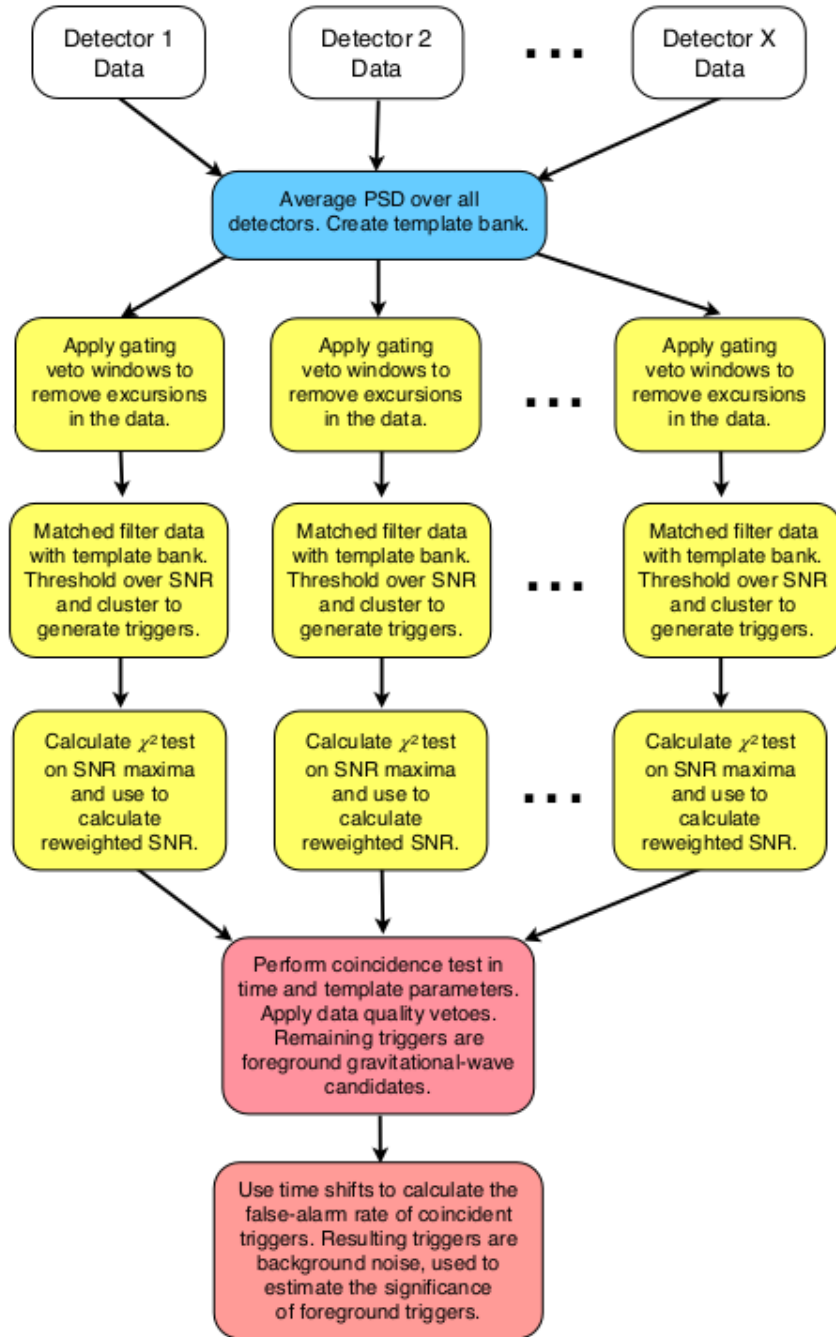 Detector 1
Data
Detector 2
Data
...
Detector X
Data
Average PSD over all
detectors. Create template bank.
Apply gating
veto windows to
remove excursions
in the data.
Apply gating
veto windows to
remove excursions
in the data.
...
Apply gating
veto windows to
remove excursions
in the data.
Matched filter data
with template bank.
Threshold over SNR
and cluster to
generate triggers.
Matched filter data
with template bank.
Threshold over SNR
and cluster to
generate triggers.
...
Matched filter data
with template bank.
Threshold over SNR
and cluster to
generate triggers.
Calculate χ² test
on SNR maxima
and use to
calculate
reweighted SNR.
Calculate χ² test
on SNR maxima
and use to
calculate
reweighted SNR.
...
Calculate χ² test
on SNR maxima
and use to
calculate
reweighted SNR.
Perform coincidence test in
time and template parameters.
Apply data quality vetoes.
Remaining triggers are
foreground gravitational-wave
candidates.
Use time shifts to calculate the
false-alarm rate of coincident
triggers. Resulting triggers are
background noise, used to
estimate the significance
of foreground triggers.